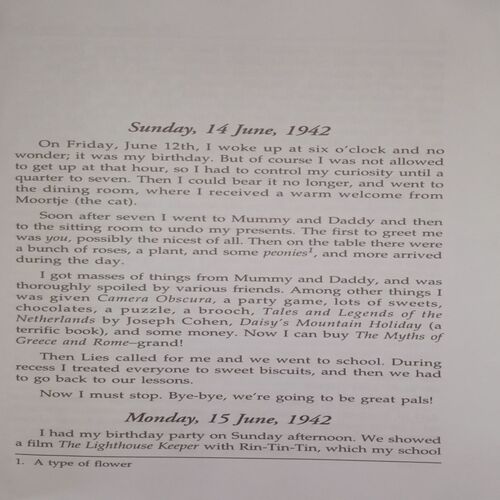 Sunday, 14 June, 1942
On Friday, June 12th, I woke up at six o'clock and no
wonder; it was my birthday. But of course I was not allowed
to get up at that hour, so I had to control my curiosity until a
quarter to seven. Then I could bear it no longer, and went to
the dining room, where I received a warm welcome from
Moortje (the cat).
Soon after seven I went to Mummy and Daddy and then
to the sitting room to undo my presents. The first to greet me
was you, possibly the nicest of all. Then on the table there were
a bunch of roses, a plant, and some peonies¹, and more arrived
during the day.
I got masses of things from Mummy and Daddy, and was
thoroughly spoiled by various friends. Among other things I
was given Camera Obscura, a party game, lots of sweets,
chocolates, a puzzle, a brooch, Tales and Legends of the
Netherlands by Joseph Cohen, Daisy's Mountain Holiday (a
terrific book), and some money. Now I can buy The Myths of
Greece and Rome–grand!
Then Lies called for me and we went to school. During
recess I treated everyone to sweet biscuits, and then we had
to go back to our lessons.
Now I must stop. Bye-bye, we're going to be great pals!
Monday, 15 June, 1942
I had my birthday party on Sunday afternoon. We showed
a film The Lighthouse Keeper with Rin-Tin-Tin, which my school
1. A type of flower